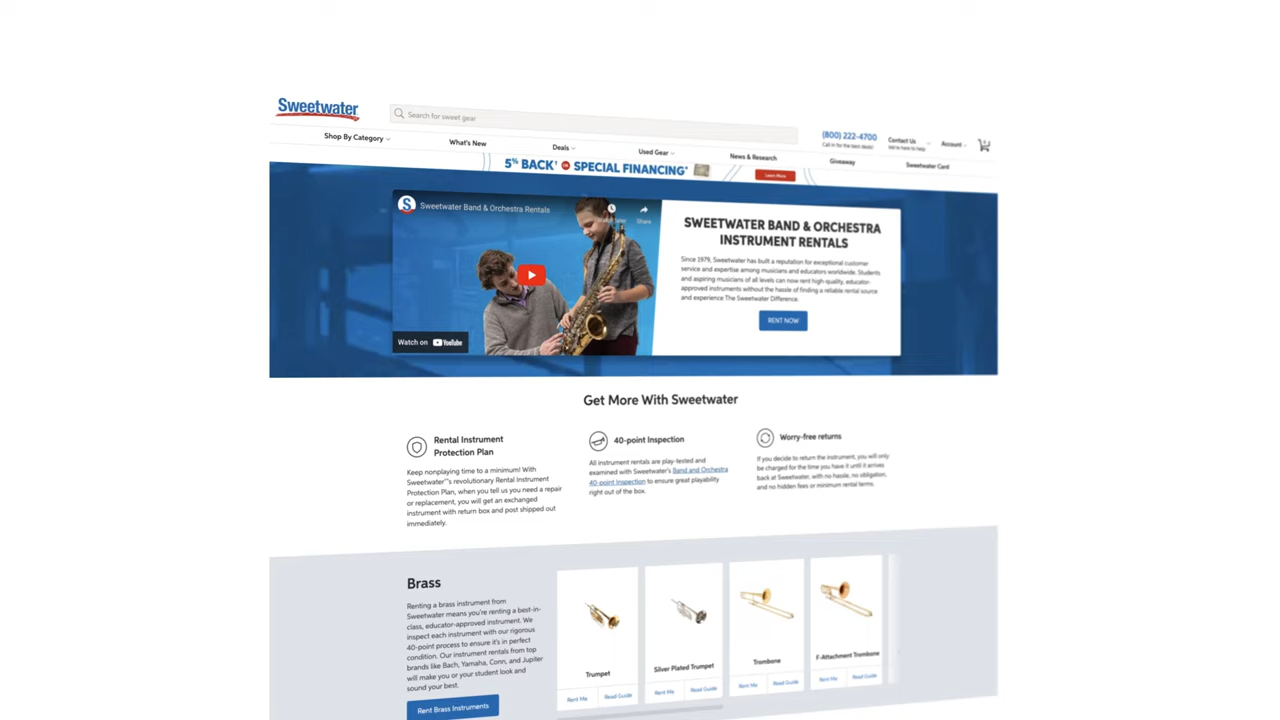 Sweetwater
Search for sweet gear
(800) 222-4700
Call in for the best deals!
Contact Us
We're here to help
Account
Shop By Category
What's New
Deals
Used Gear
News & Research
Giveaway
Sweetwater Card
5% BACK† OR SPECIAL FINANCING*
Learn More
Sweetwater Band & Orchestra Rentals
Share
Watch on YouTube
SWEETWATER BAND & ORCHESTRA
INSTRUMENT RENTALS
Since 1979, Sweetwater has built a reputation for exceptional customer
service and expertise among musicians and educators worldwide. Students
and aspiring musicians of all levels can now rent high-quality, educator-
approved instruments without the hassle of finding a reliable rental source
and experience The Sweetwater Difference.
RENT NOW
Get More With Sweetwater
Rental Instrument
Protection Plan
Keep nonplaying time to a minimum! With
Sweetwater's revolutionary Rental Instrument
Protection Plan, when you tell us you need a repair
or replacement, you will get an exchanged
instrument with return box and post shipped out
immediately.
40-point Inspection
All instrument rentals are play-tested and
examined with Sweetwater's Band and Orchestra
40-point Inspection to ensure great playability
right out of the box.
Worry-free returns
If you decide to return the instrument, you will only
be charged for the time you have it until it arrives
back at Sweetwater, with no hassle, no obligation,
and no hidden fees or minimum rental terms.
Brass
Renting a brass instrument from
Sweetwater means you're renting a best-in-
class, educator-approved instrument. We
inspect each instrument with our rigorous
40-point process to ensure it's in perfect
condition. Our instrument rentals from top
brands like Bach, Yamaha, Conn, and Jupiter
will make you or your student look and
sound your best.
Rent Brass Instruments
Trumpet
Rent Me
Read Guide
Silver Plated Trumpet
Rent Me
Read Guide
Trombone
Rent Me
Read Guide
F-Attachment Trombone
Rent Me
Read Guide